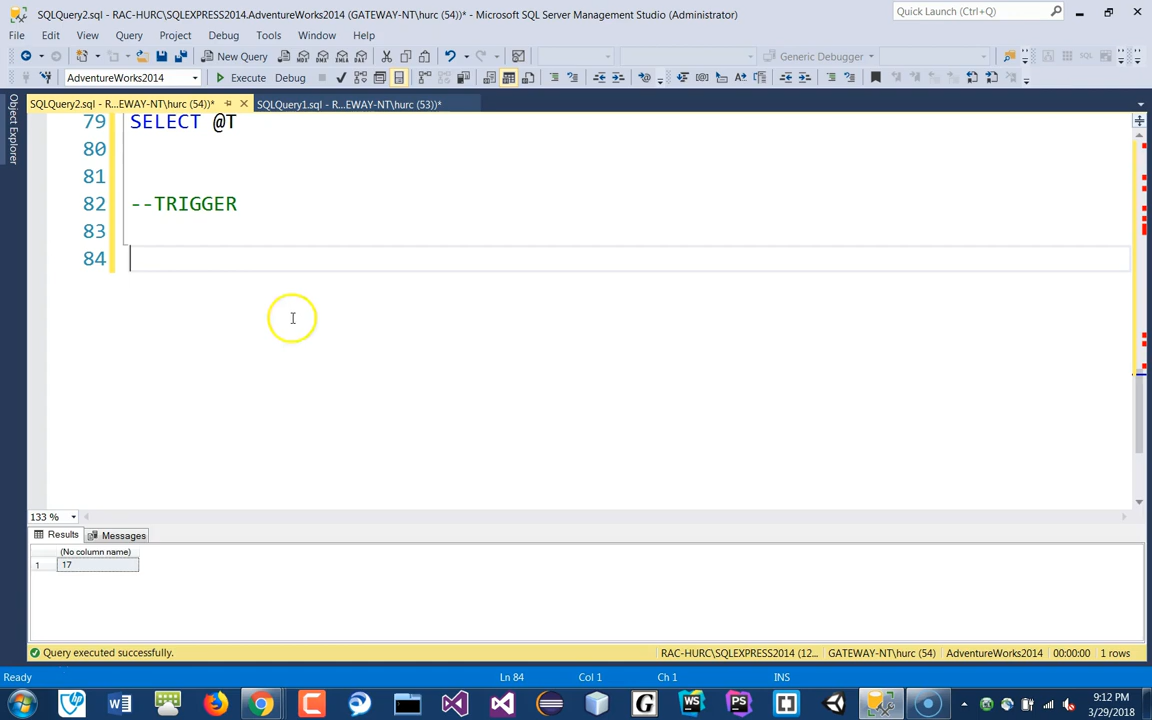 SQLQuery2.sql - RAC-HURC\SQLEXPRESS2014.AdventureWorks2014 (GATEWAY-NT\hurc (54))* - Microsoft SQL Server Management Studio (Administrator)
Quick Launch (Ctrl+Q)
File Edit View Query Project Debug Tools Window Help
New Query
Generic Debugger
AdventureWorks2014
Execute Debug
SQLQuery2.sql - R...EWAY-NT\hurc (54))*
SQLQuery1.sql - R...EWAY-NT\hurc (53))*
Object Explorer
79 SELECT @T
80
81
82 --TRIGGER
83
84
133 %
Results Messages
(No column name)
1 17
Query executed successfully.
RAC-HURC\SQLEXPRESS2014 (12... GATEWAY-NT\hurc (54) AdventureWorks2014 00:00:00 1 rows
Ready Ln 84 Col 1 Ch 1 INS
9:12 PM
3/29/2018